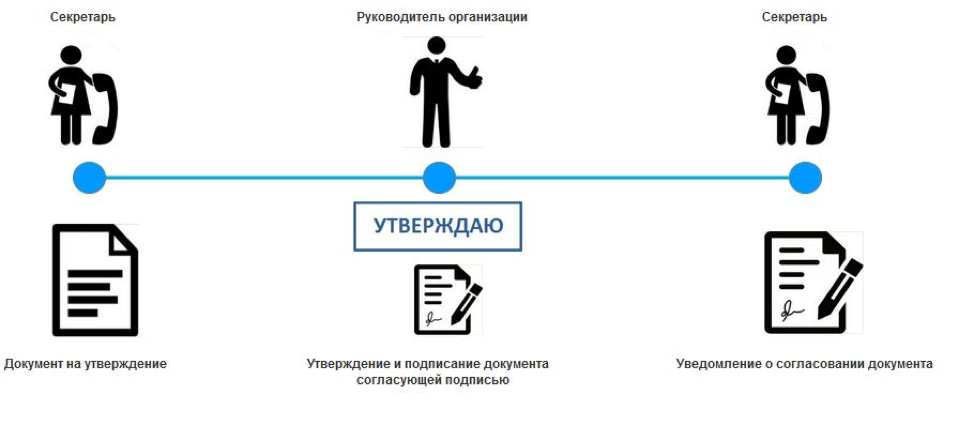 Секретарь
Руководитель организации
Секретарь
УТВЕРЖДАЮ
Документ на утверждение
Утверждение и подписание документа
согласующей подписью
Уведомление о согласовании документа